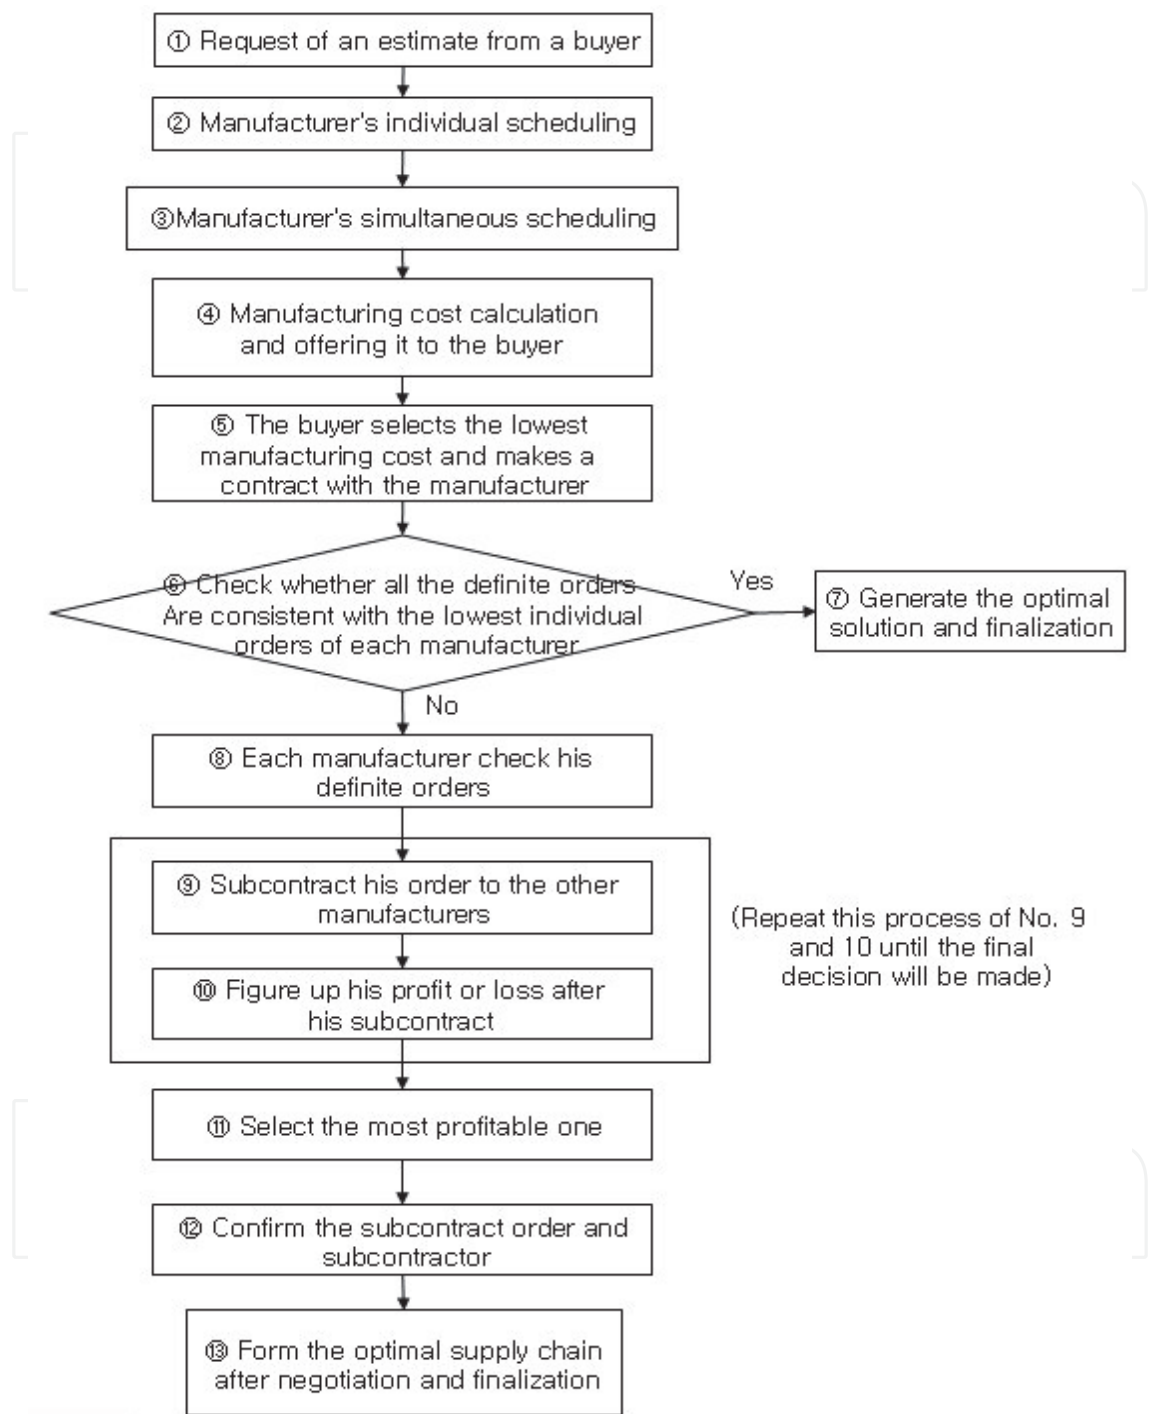 ① Request of an estimate from a buyer
② Manufacturer's individual scheduling
③Manufacturer's simultaneous scheduling
④ Manufacturing cost calculation
and offering it to the buyer
⑤ The buyer selects the lowest
manufacturing cost and makes a
contract with the manufacturer
⑥ Check whether all the definite orders
Are consistent with the lowest individual
orders of each manufacturer
Yes
⑦ Generate the optimal
solution and finalization
No
⑧ Each manufacturer check his
definite orders
⑨ Subcontract his order to the other
manufacturers
⑩ Figure up his profit or loss after
his subcontract
(Repeat this process of No. 9
and 10 until the final
decision will be made)
⑪ Select the most profitable one
⑫ Confirm the subcontract order and
subcontractor
⑬ Form the optimal supply chain
after negotiation and finalization